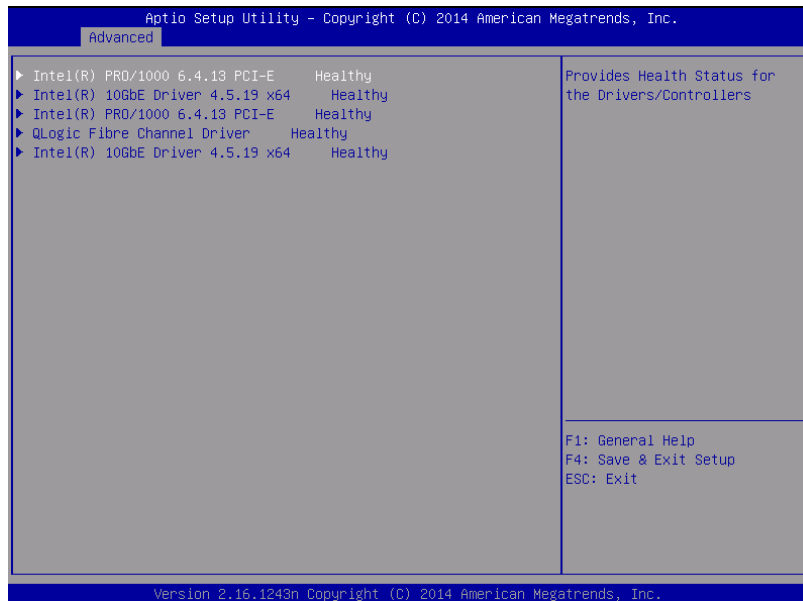 Aptio Setup Utility – Copyright (C) 2014 American Megatrends, Inc.
Advanced
Intel(R) PRO/1000 6.4.13 PCI-E Healthy
Intel(R) 10GbE Driver 4.5.19 x64 Healthy
Intel(R) PRO/1000 6.4.13 PCI-E Healthy
QLogic Fibre Channel Driver Healthy
Intel(R) 10GbE Driver 4.5.19 x64 Healthy
Provides Health Status for
the Drivers/Controllers
F1: General Help
F4: Save & Exit Setup
ESC: Exit
Version 2.16.1243n Copyright (C) 2014 American Megatrends, Inc.